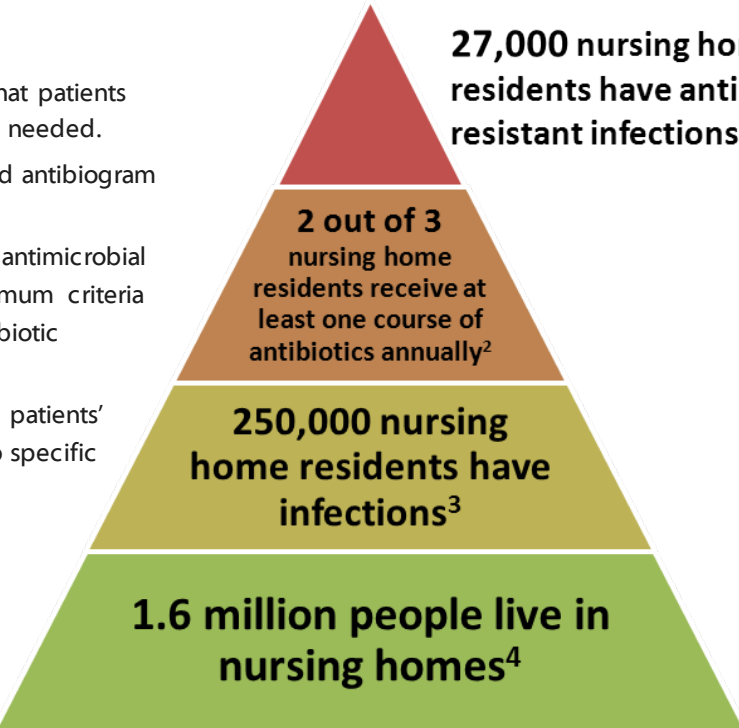 hat patients
needed.
d antibiogram
antimicrobial
mum criteria
biotic
patients’
specific
27,000 nursing
residents have
resistant infections
2 out of 3
nursing home
residents receive at
least one course of
antibiotics annually²
250,000 nursing
home residents have
infections³
1.6 million people live in
nursing homes⁴